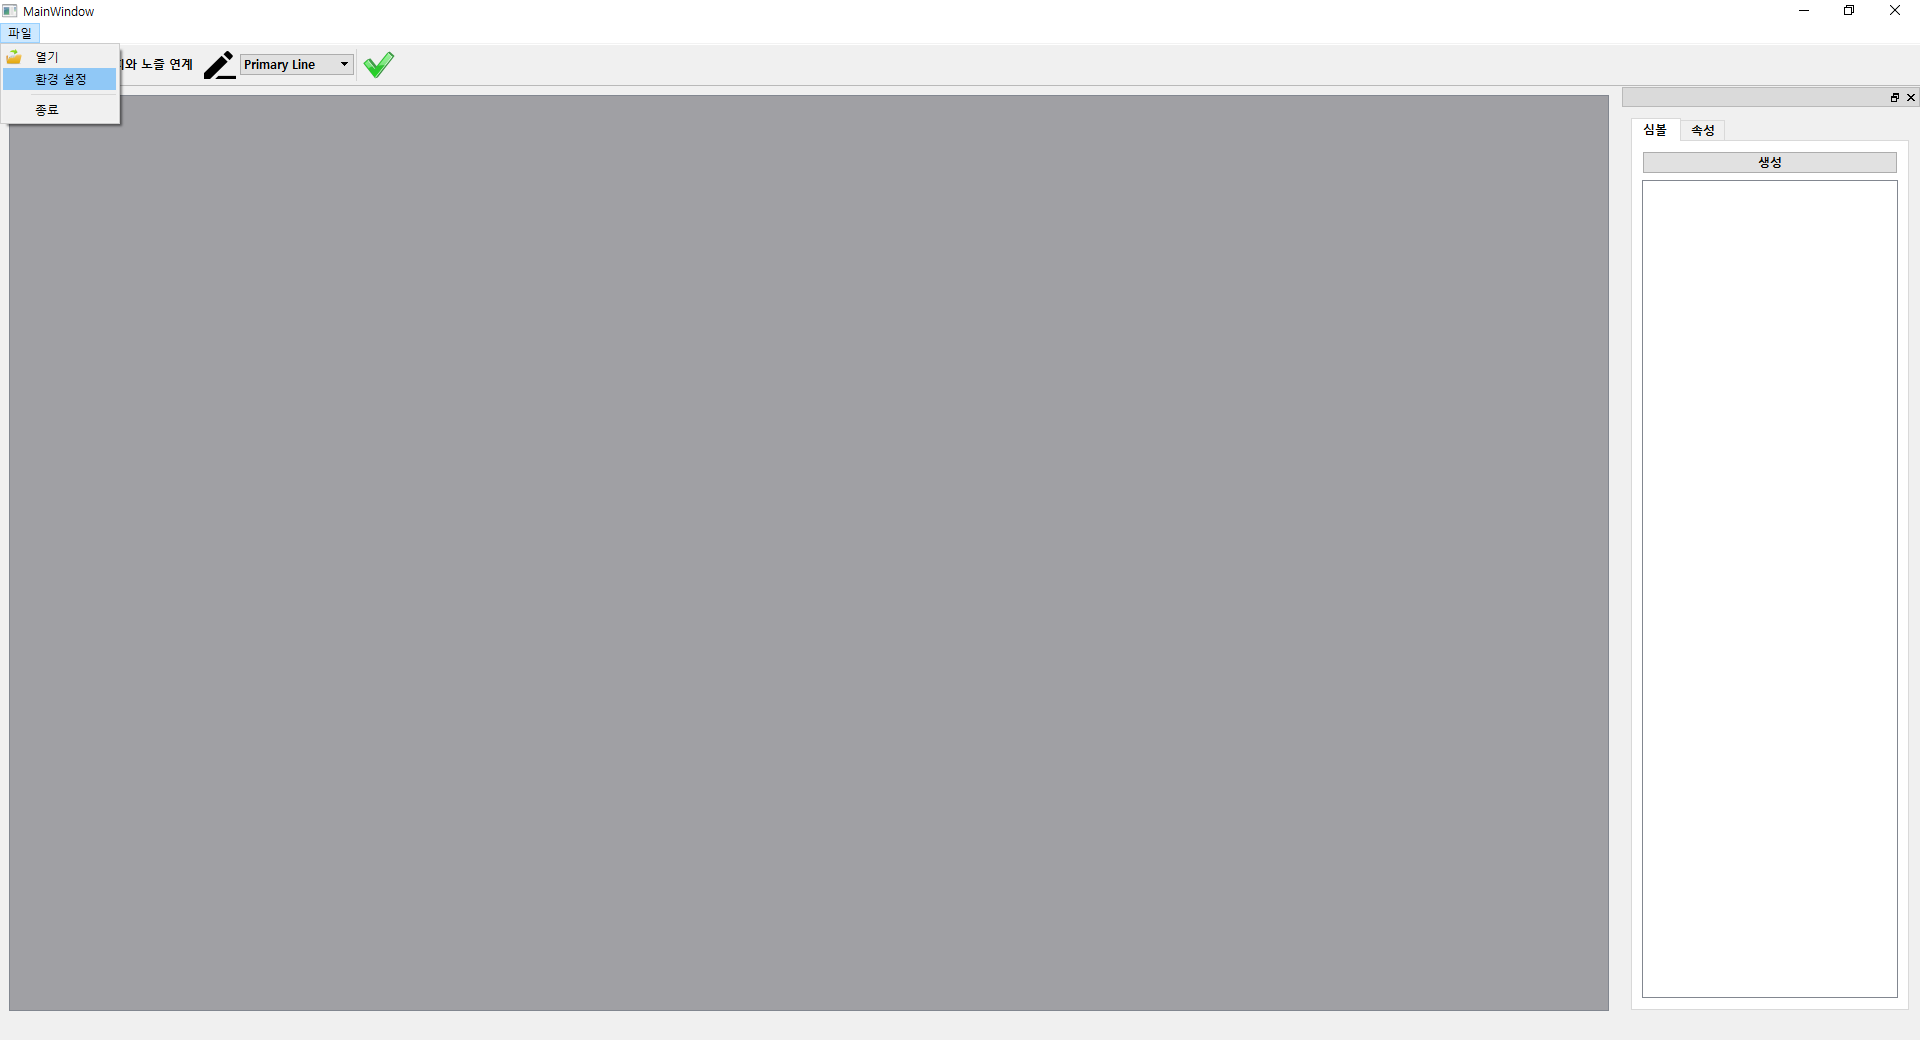 MainWindow
파일
열기
환경 설정
종료
와 노즐 연계
Primary Line
심볼
속성
생성